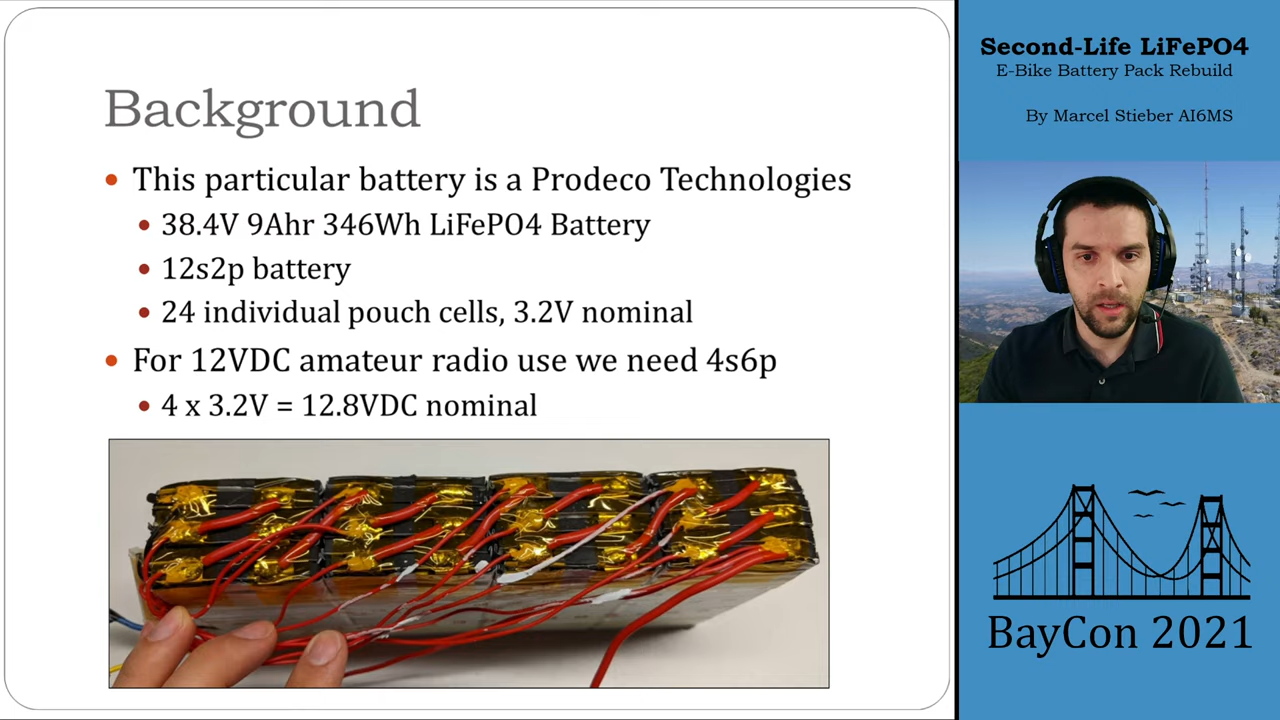 Background
This particular battery is a Prodeco Technologies
38.4V 9Ahr 346Wh LiFePO4 Battery
12s2p battery
24 individual pouch cells, 3.2V nominal
For 12VDC amateur radio use we need 4s6p
4 x 3.2V = 12.8VDC nominal
Second-Life LiFePO4
E-Bike Battery Pack Rebuild
By Marcel Stieber AI6MS
BayCon 2021